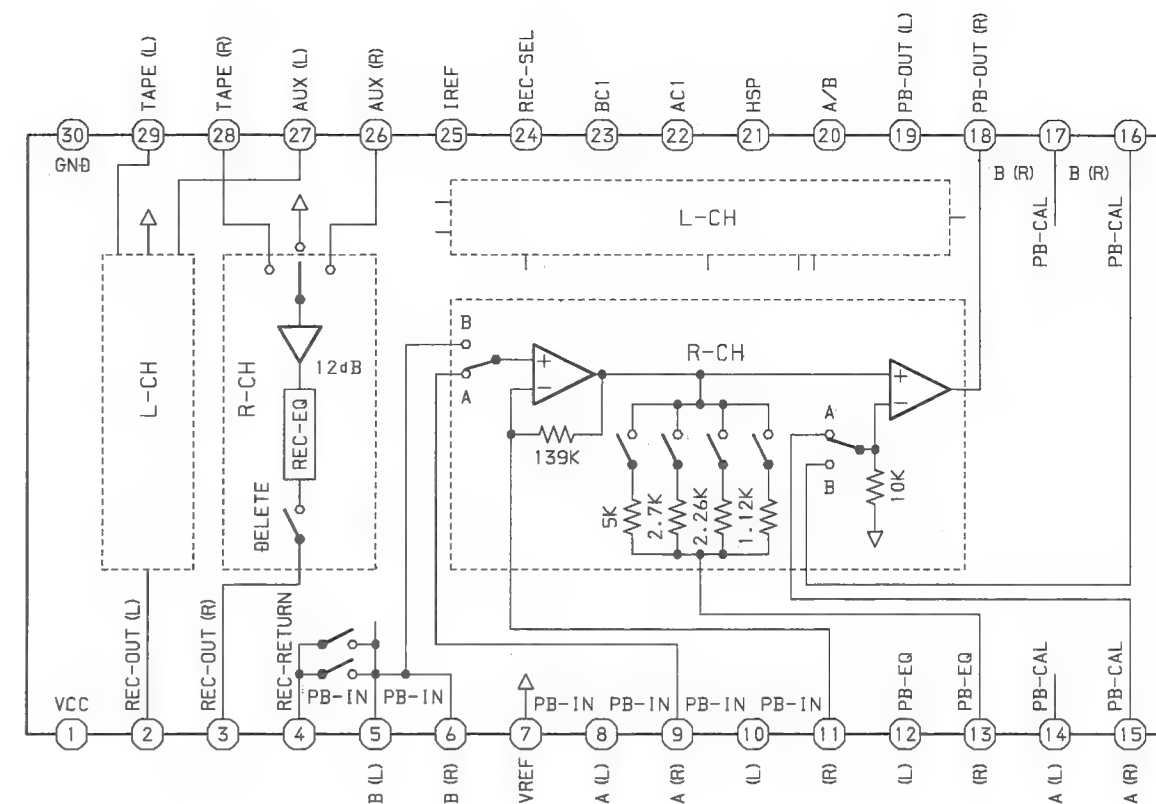 TAPE (L)
TAPE (R)
AUX (L)
AUX (R)
IREF
REC-SEL
BC1
AC1
HSP
A/B
PB-OUT (L)
PB-OUT (R)
30
29
28
27
26
25
24
23
22
21
20
19
18
17
16
GND
B (R)
B (R)
PB-CAL
PB-CAL
L-CH
L-CH
R-CH
12dB
REC-EQ
DELETE
B
A
+
−
139K
R-CH
5K
2.7K
2.26K
1.12K
A
B
+
−
10K
VCC
REC-OUT (L)
REC-OUT (R)
REC-RETURN
PB-IN
PB-IN
PB-IN
PB-IN
PB-IN
PB-IN
PB-EQ
PB-EQ
PB-CAL
PB-CAL
1
2
3
4
5
6
7
8
9
10
11
12
13
14
15
B (L)
B (R)
VREF
A (L)
A (R)
(L)
(R)
(L)
(R)
A (L)
A (R)